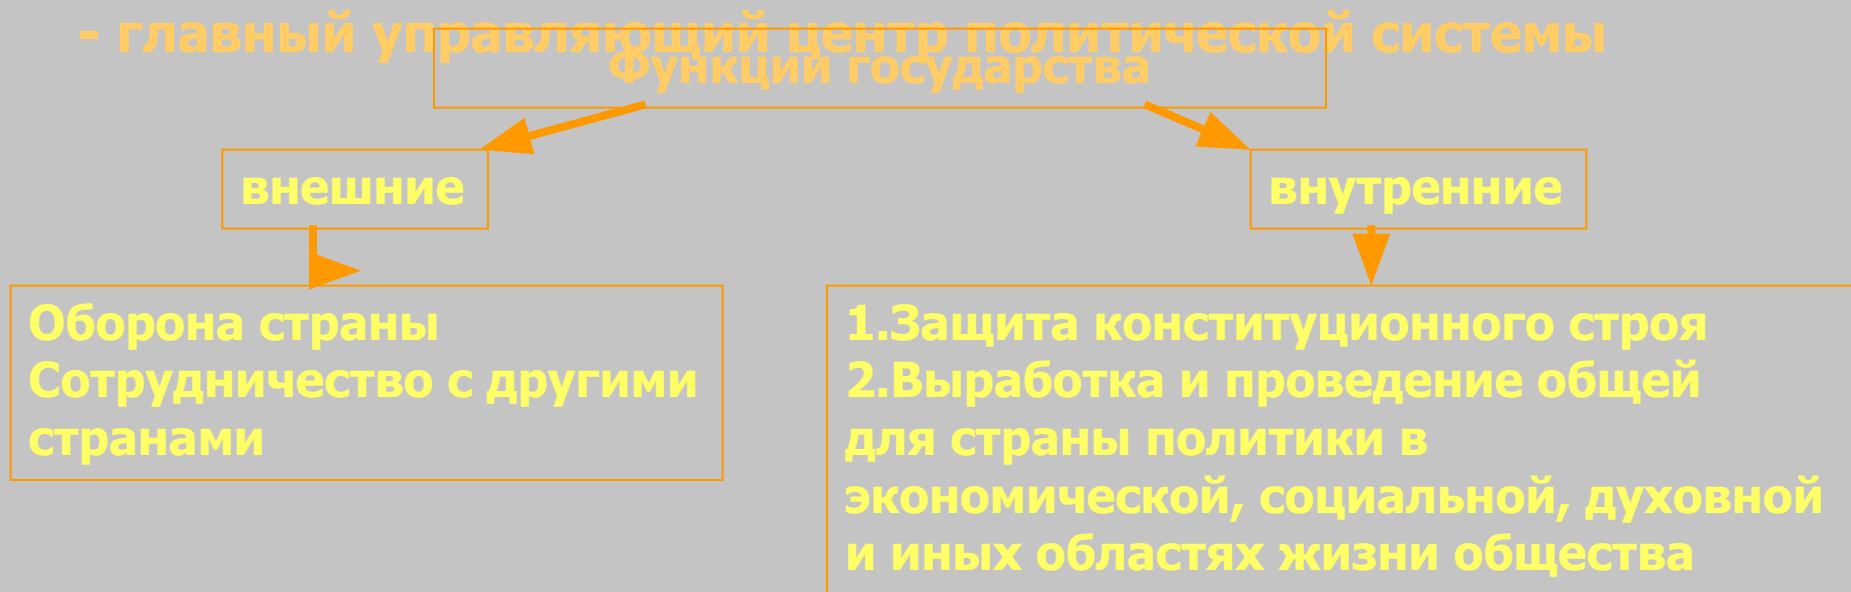 - главный управляющий центр политической системы
Функции государства
внешние
внутренние
Оборона страны
Сотрудничество с другими
странами
1.Защита конституционного строя
2.Выработка и проведение общей
для страны политики в
экономической, социальной, духовной
и иных областях жизни общества